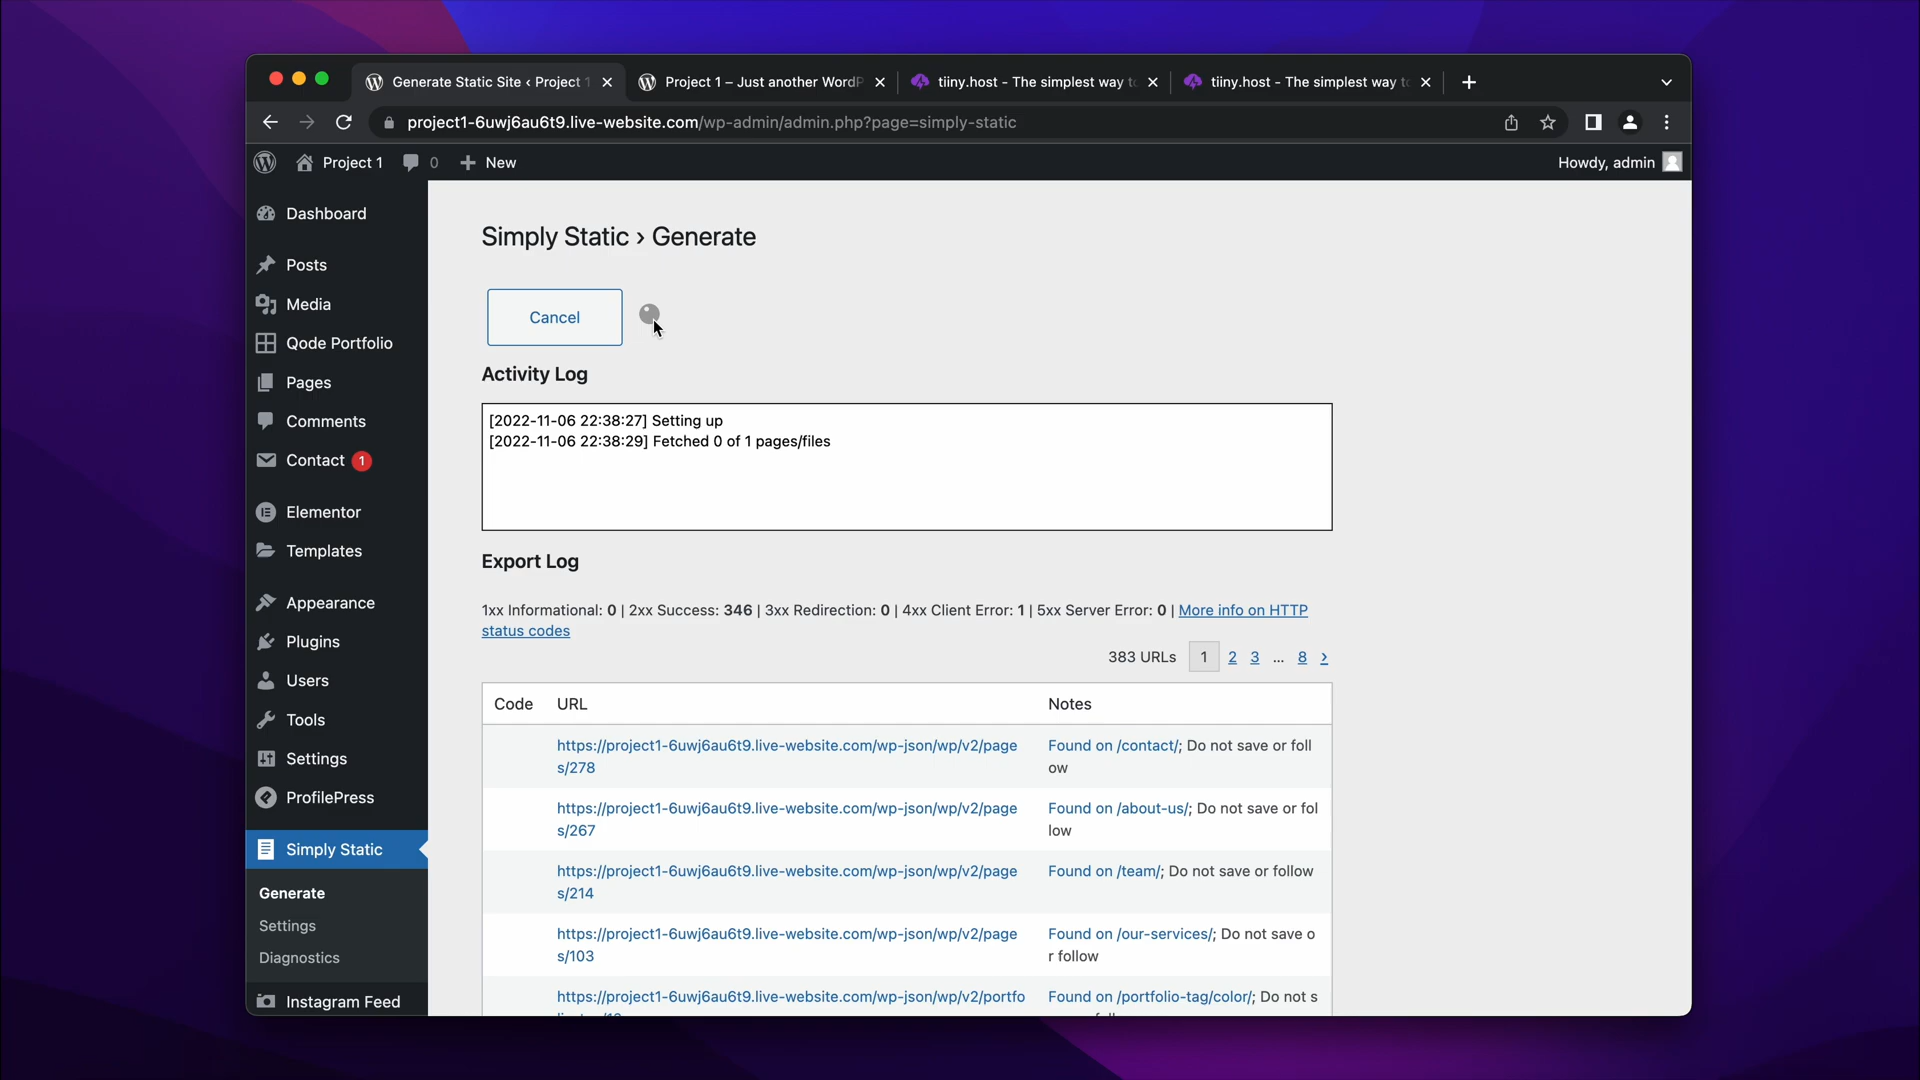 Generate Static Site ‹ Project 1
Project 1 – Just another WordP
tiiny.host - The simplest way to
tiiny.host - The simplest way to
project1-6uwj6au6t9.live-website.com/wp-admin/admin.php?page=simply-static
Project 1
0
New
Howdy, admin
Dashboard
Posts
Media
Qode Portfolio
Pages
Comments
Contact 1
Elementor
Templates
Appearance
Plugins
Users
Tools
Settings
ProfilePress
Simply Static
Generate
Settings
Diagnostics
Instagram Feed
Simply Static › Generate
Cancel
Activity Log
[2022-11-06 22:38:27] Setting up
[2022-11-06 22:38:29] Fetched 0 of 1 pages/files
Export Log
1xx Informational: 0 | 2xx Success: 346 | 3xx Redirection: 0 | 4xx Client Error: 1 | 5xx Server Error: 0 | More info on HTTP
status codes
383 URLs 1 2 3 ... 8 ›
Code URL Notes
https://project1-6uwj6au6t9.live-website.com/wp-json/wp/v2/page Found on /contact/; Do not save or foll
s/278 ow
https://project1-6uwj6au6t9.live-website.com/wp-json/wp/v2/page Found on /about-us/; Do not save or fol
s/267 low
https://project1-6uwj6au6t9.live-website.com/wp-json/wp/v2/page Found on /team/; Do not save or follow
s/214
https://project1-6uwj6au6t9.live-website.com/wp-json/wp/v2/page Found on /our-services/; Do not save o
s/103 r follow
https://project1-6uwj6au6t9.live-website.com/wp-json/wp/v2/portfo Found on /portfolio-tag/color/; Do not s